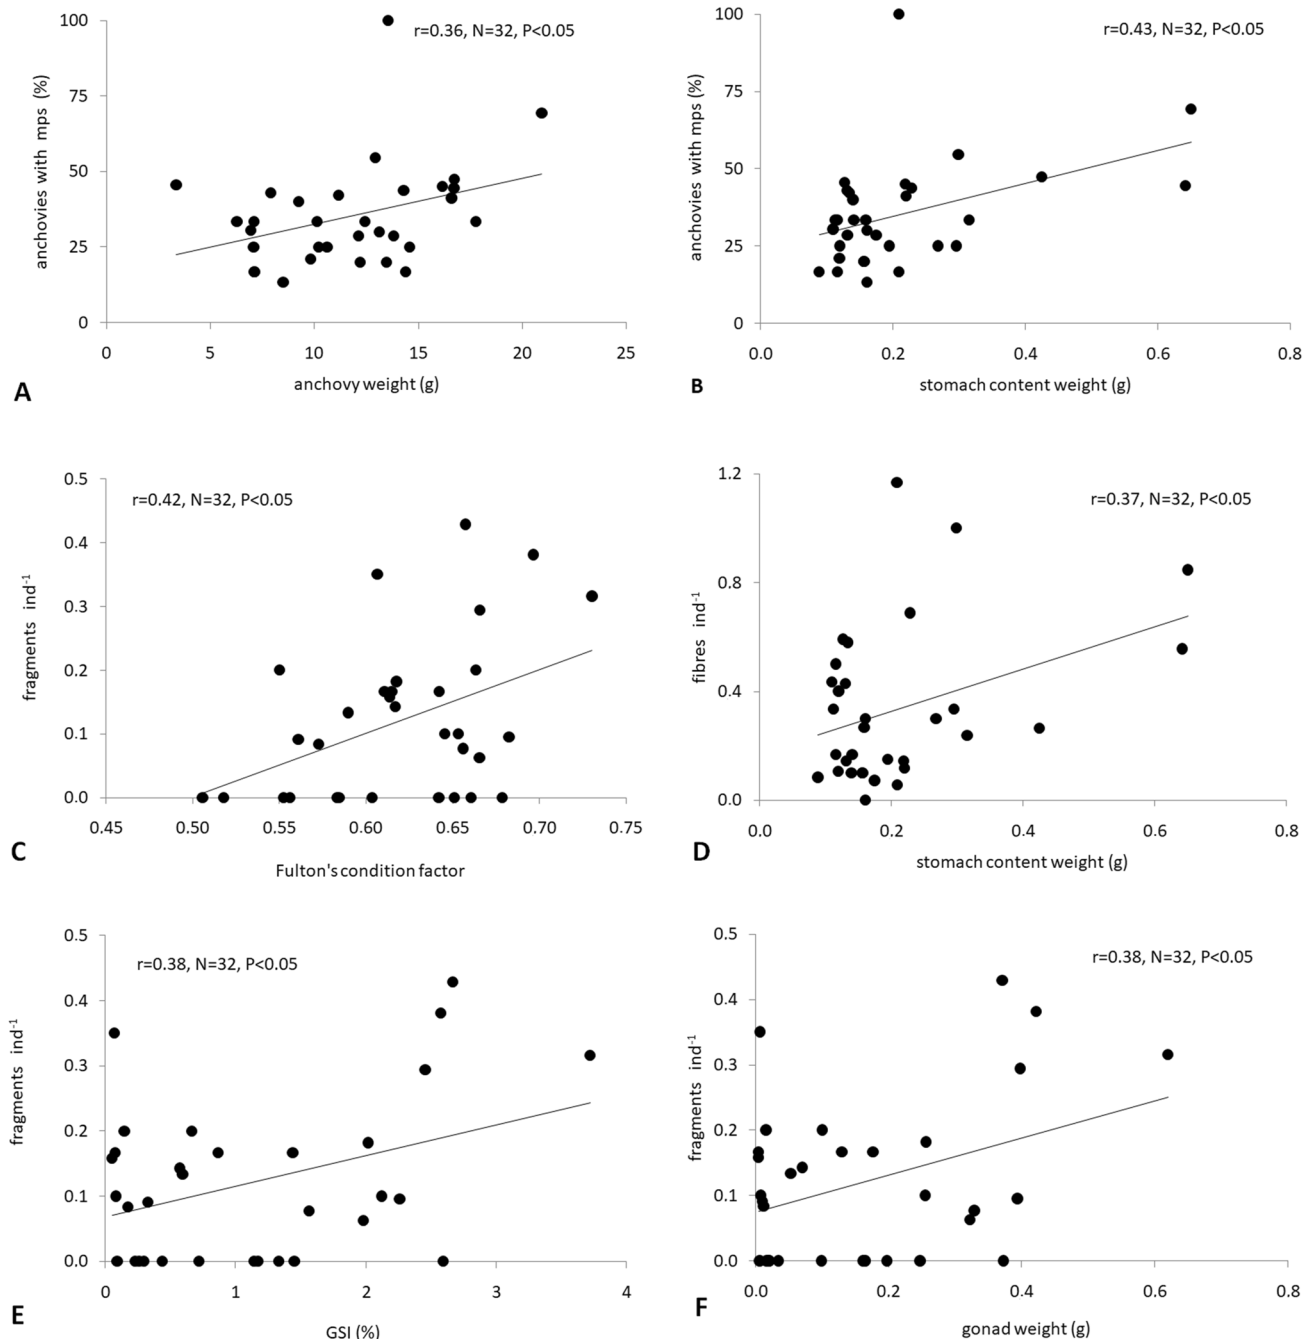 r=0.36, N=32, P<0.05
anchovies with mps (%)
100
75
50
25
0
0 5 10 15 20 25
anchovy weight (g)
A
r=0.43, N=32, P<0.05
anchovies with mps (%)
100
75
50
25
0
0.0 0.2 0.4 0.6 0.8
stomach content weight (g)
B
r=0.42, N=32, P<0.05
fragments ind-1
0.5
0.4
0.3
0.2
0.1
0.0
0.45 0.50 0.55 0.60 0.65 0.70 0.75
Fulton's condition factor
C
r=0.37, N=32, P<0.05
fibres ind-1
1.2
0.8
0.4
0.0
0.0 0.2 0.4 0.6 0.8
stomach content weight (g)
D
r=0.38, N=32, P<0.05
fragments ind-1
0.5
0.4
0.3
0.2
0.1
0.0
0 1 2 3 4
GSI (%)
E
r=0.38, N=32, P<0.05
fragments ind-1
0.5
0.4
0.3
0.2
0.1
0.0
0.0 0.2 0.4 0.6 0.8
gonad weight (g)
F